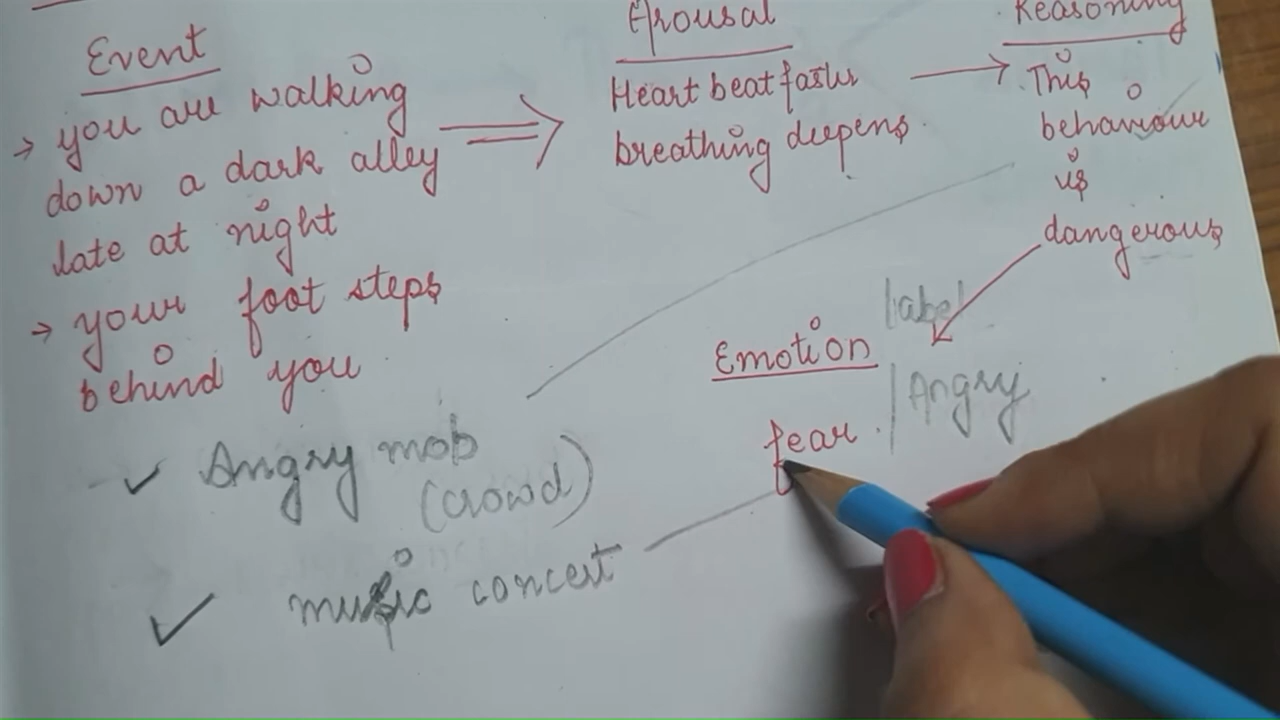 Event
→ you are walking
down a dark alley
late at night
→ your foot steps
behind you
✓ Angry mob
(crowd)
✓ music concert
Arousal
Heart beat faster
breathing deepens
Reasoning
This
behaviour
is
dangerous
label
Emotion
fear. / Angry